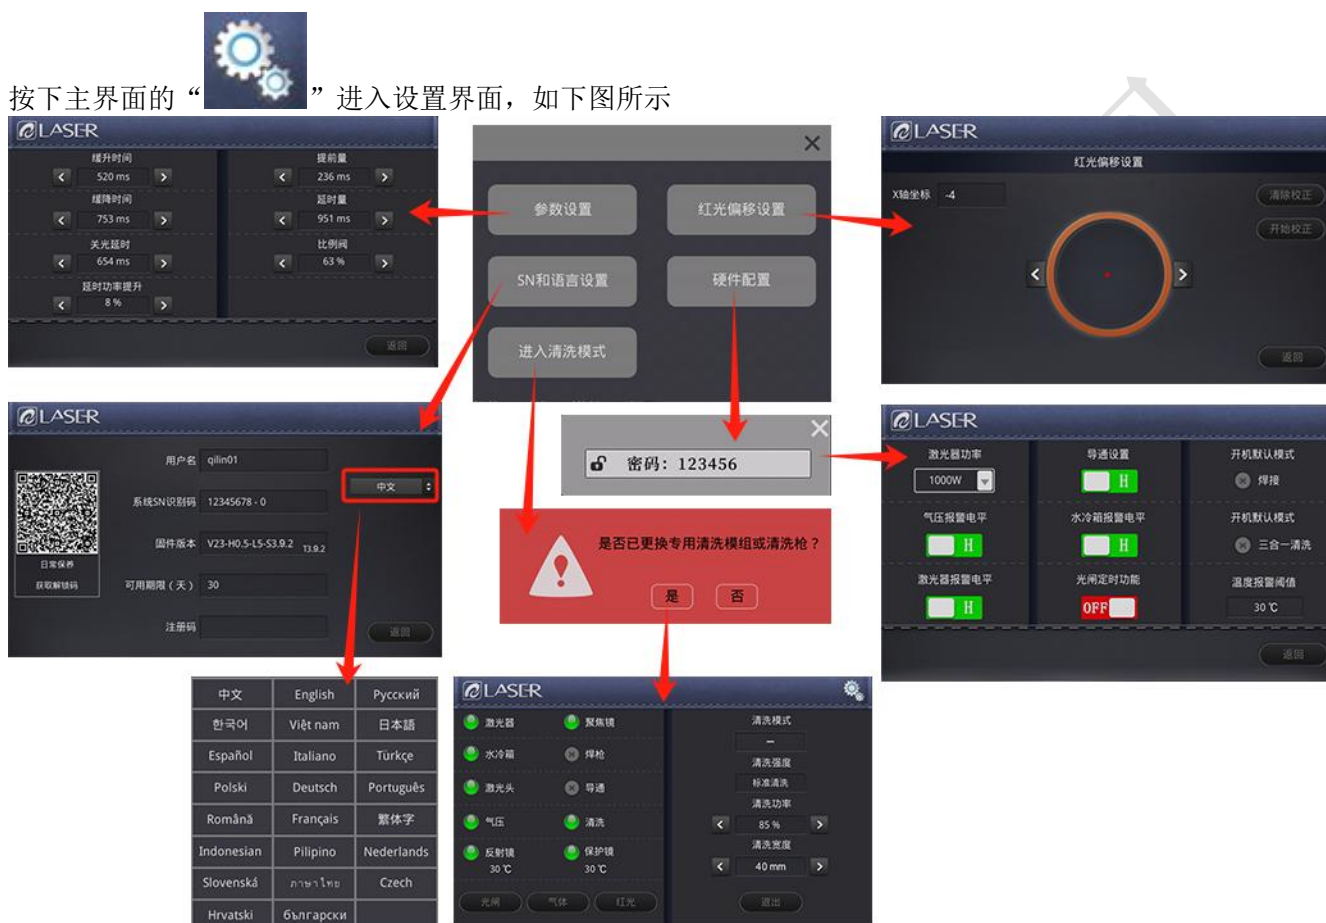 按下主界面的“ ”进入设置界面，如下图所示
LASER
缓升时间
520 ms
缓降时间
753 ms
关光延时
654 ms
延时功率提升
8 %
提前量
236 ms
延时量
951 ms
比例阀
63 %
返回
参数设置
红光偏移设置
SN和语言设置
硬件配置
进入清洗模式
LASER
红光偏移设置
X轴坐标 -4
清除校正
开始校正
返回
LASER
用户名 qilin01
系统SN识别码 12345678 - 0
固件版本 V23-H0.5-L5-S3.9.2 T3.9.2
可用期限（天） 30
注册码
日常保养
获取解锁码
中文
返回
密码：123456
是否已更换专用清洗模组或清洗枪？
是 否
LASER
激光器功率
1000W
导通设置
H
开机默认模式
焊接
气压报警电平
H
水冷箱报警电平
H
开机默认模式
三合一清洗
激光器报警电平
H
光闸定时功能
OFF
温度报警阈值
30 ℃
返回
中文 English Русский
한국어 Việt nam 日本語
Español Italiano Türkçe
Polski Deutsch Português
Română Français 繁体字
Indonesian Pilipino Nederlands
Slovenská ภาษาไทย Czech
Hrvatski български
LASER
激光器 聚焦镜
水冷箱 焊枪
激光头 导通
气压 清洗
反射镜 保护镜
30 ℃ 30 ℃
光闸 气体 红光
清洗模式
—
清洗强度
标准清洗
清洗功率
85 %
清洗宽度
40 mm
退出